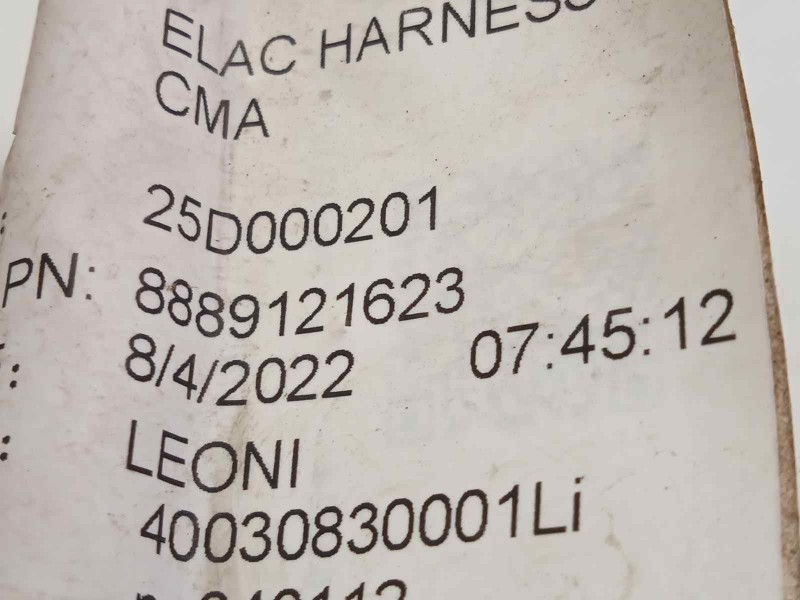 ELAC HARNESS
CMA
: 25D000201
PN: 8889121623
: 8/4/2022 07:45:12
: LEONI
40030830001Li